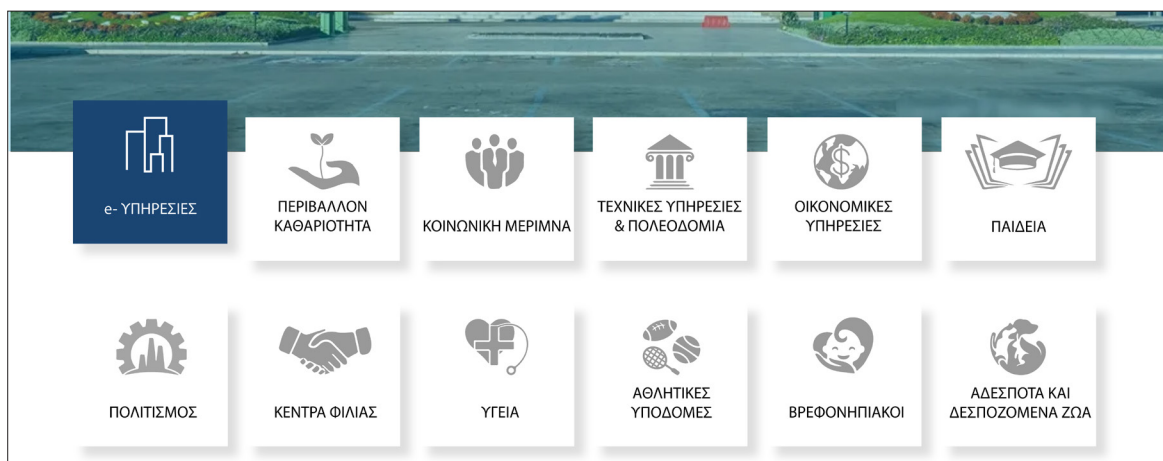 e- ΥΠΗΡΕΣΙΕΣ
ΠΕΡΙΒΑΛΛΟΝ
ΚΑΘΑΡΙΟΤΗΤΑ
ΚΟΙΝΩΝΙΚΗ ΜΕΡΙΜΝΑ
ΤΕΧΝΙΚΕΣ ΥΠΗΡΕΣΙΕΣ
& ΠΟΛΕΟΔΟΜΙΑ
ΟΙΚΟΝΟΜΙΚΕΣ
ΥΠΗΡΕΣΙΕΣ
ΠΑΙΔΕΙΑ
ΠΟΛΙΤΙΣΜΟΣ
ΚΕΝΤΡΑ ΦΙΛΙΑΣ
ΥΓΕΙΑ
ΑΘΛΗΤΙΚΕΣ
ΥΠΟΔΟΜΕΣ
ΒΡΕΦΟΝΗΠΙΑΚΟΙ
ΑΔΕΣΠΟΤΑ ΚΑΙ
ΔΕΣΠΟΖΟΜΕΝΑ ΖΩΑ